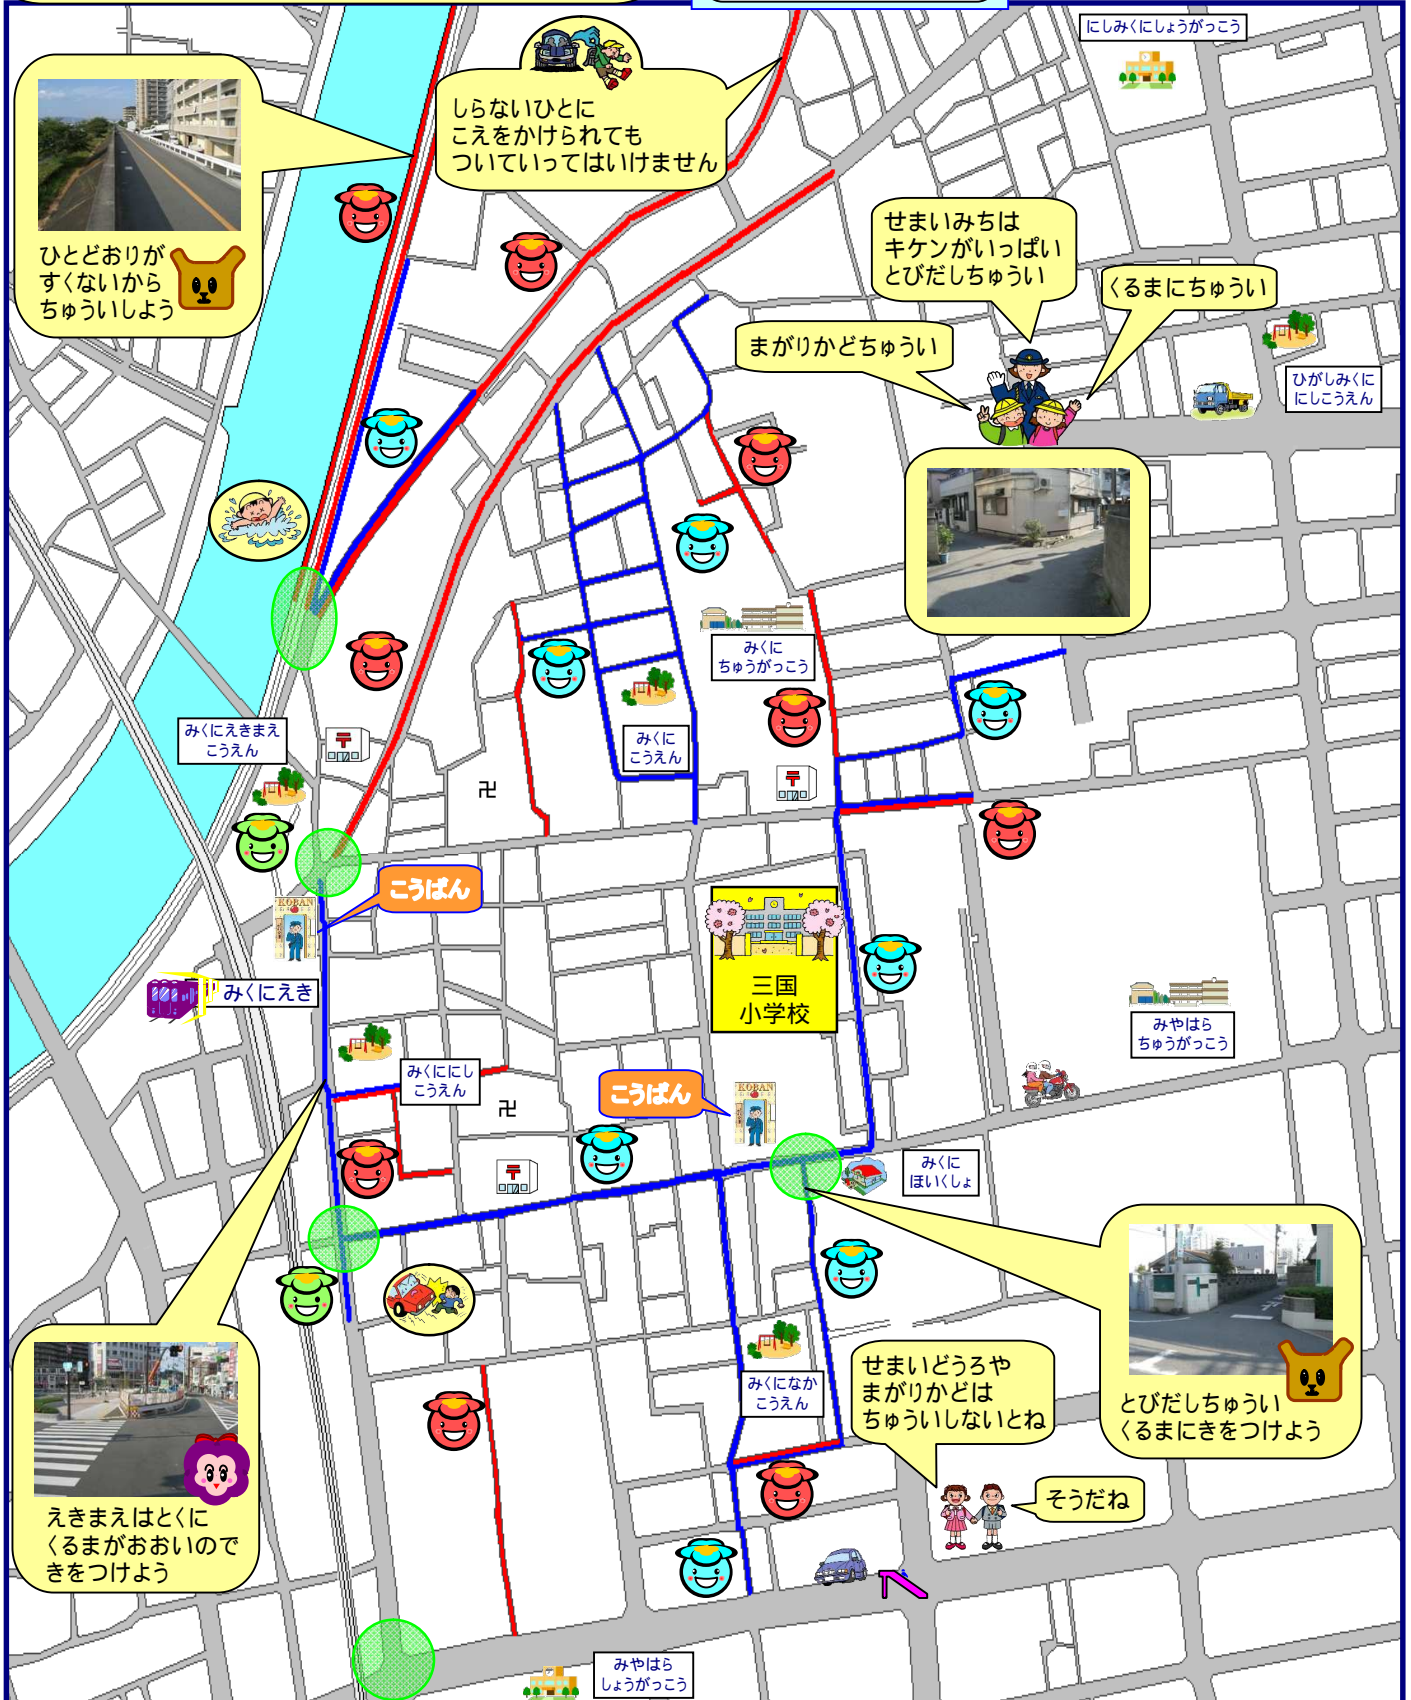 にしみくにしょうがっこう
しらないひとに
こえをかけられても
ついていってはいけません
ひとどおりが
すくないから
ちゅういしよう
せまいみちは
キケンがいっぱい
とびだしちゅうい
くるまにちゅうい
まがりかどちゅうい
ひがしみくに
にしこうえん
みくに
ちゅうがっこう
みくにえきまえ
こうえん
みくに
こうえん
こうばん
KOBAN
みくにえき
三国
小学校
みやはら
ちゅうがっこう
みくににし
こうえん
こうばん
KOBAN
みくに
ほいくしょ
とびだしちゅうい
くるまにきをつけよう
みくになか
こうえん
せまいどうろや
まがりかどは
ちゅういしないとね
そうだね
えきまえはとくに
くるまがおおいので
きをつけよう
みやはら
しょうがっこう